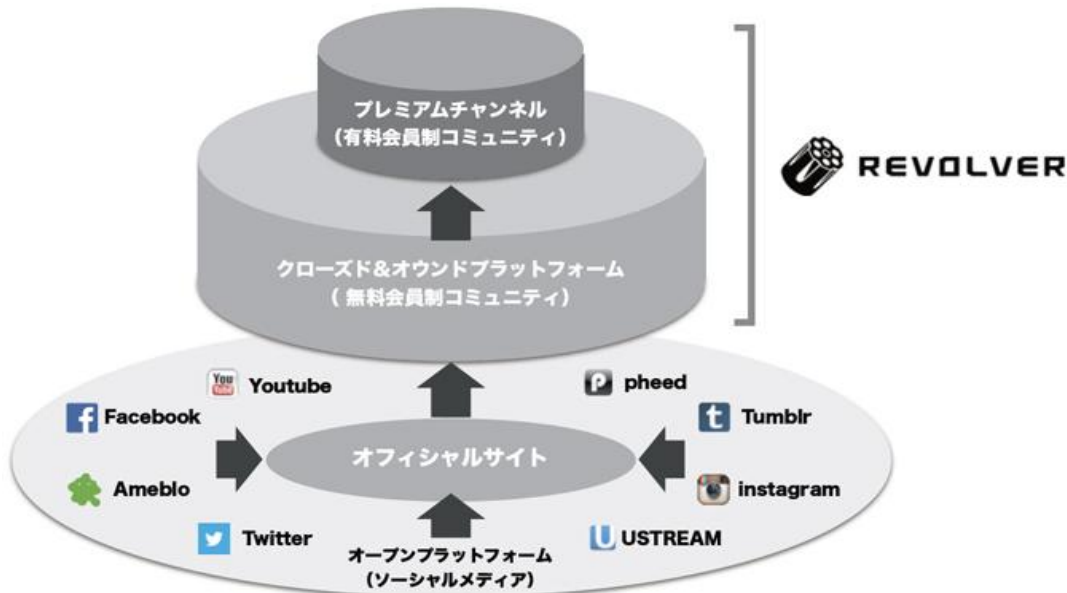 プレミアムチャンネル
（有料会員制コミュニティ）
REVOLVER
クローズド&オウンドプラットフォーム
（ 無料会員制コミュニティ）
You
Tube
Youtube
pheed
Facebook
Tumblr
オフィシャルサイト
Ameblo
instagram
Twitter
USTREAM
オープンプラットフォーム
（ソーシャルメディア）